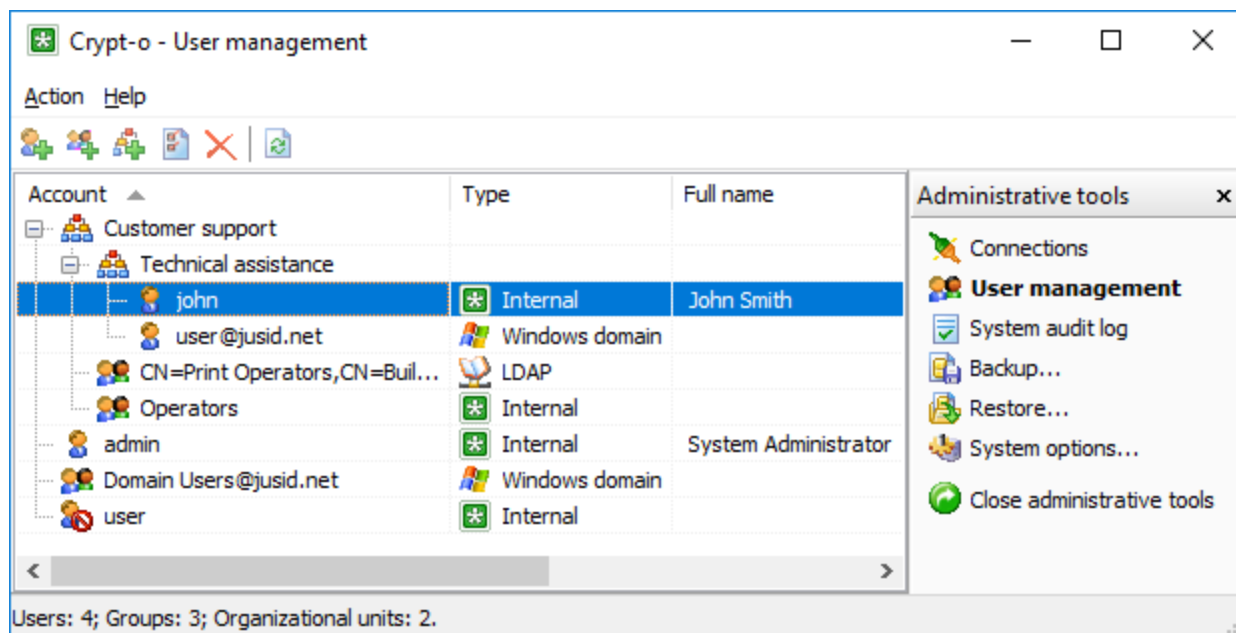 Crypt-o - User management
Action Help
Account Type Full name
Customer support
Technical assistance
john Internal John Smith
user@jusid.net Windows domain
CN=Print Operators,CN=Buil... LDAP
Operators Internal
admin Internal System Administrator
Domain Users@jusid.net Windows domain
user Internal
Administrative tools
Connections
User management
System audit log
Backup...
Restore...
System options...
Close administrative tools
Users: 4; Groups: 3; Organizational units: 2.